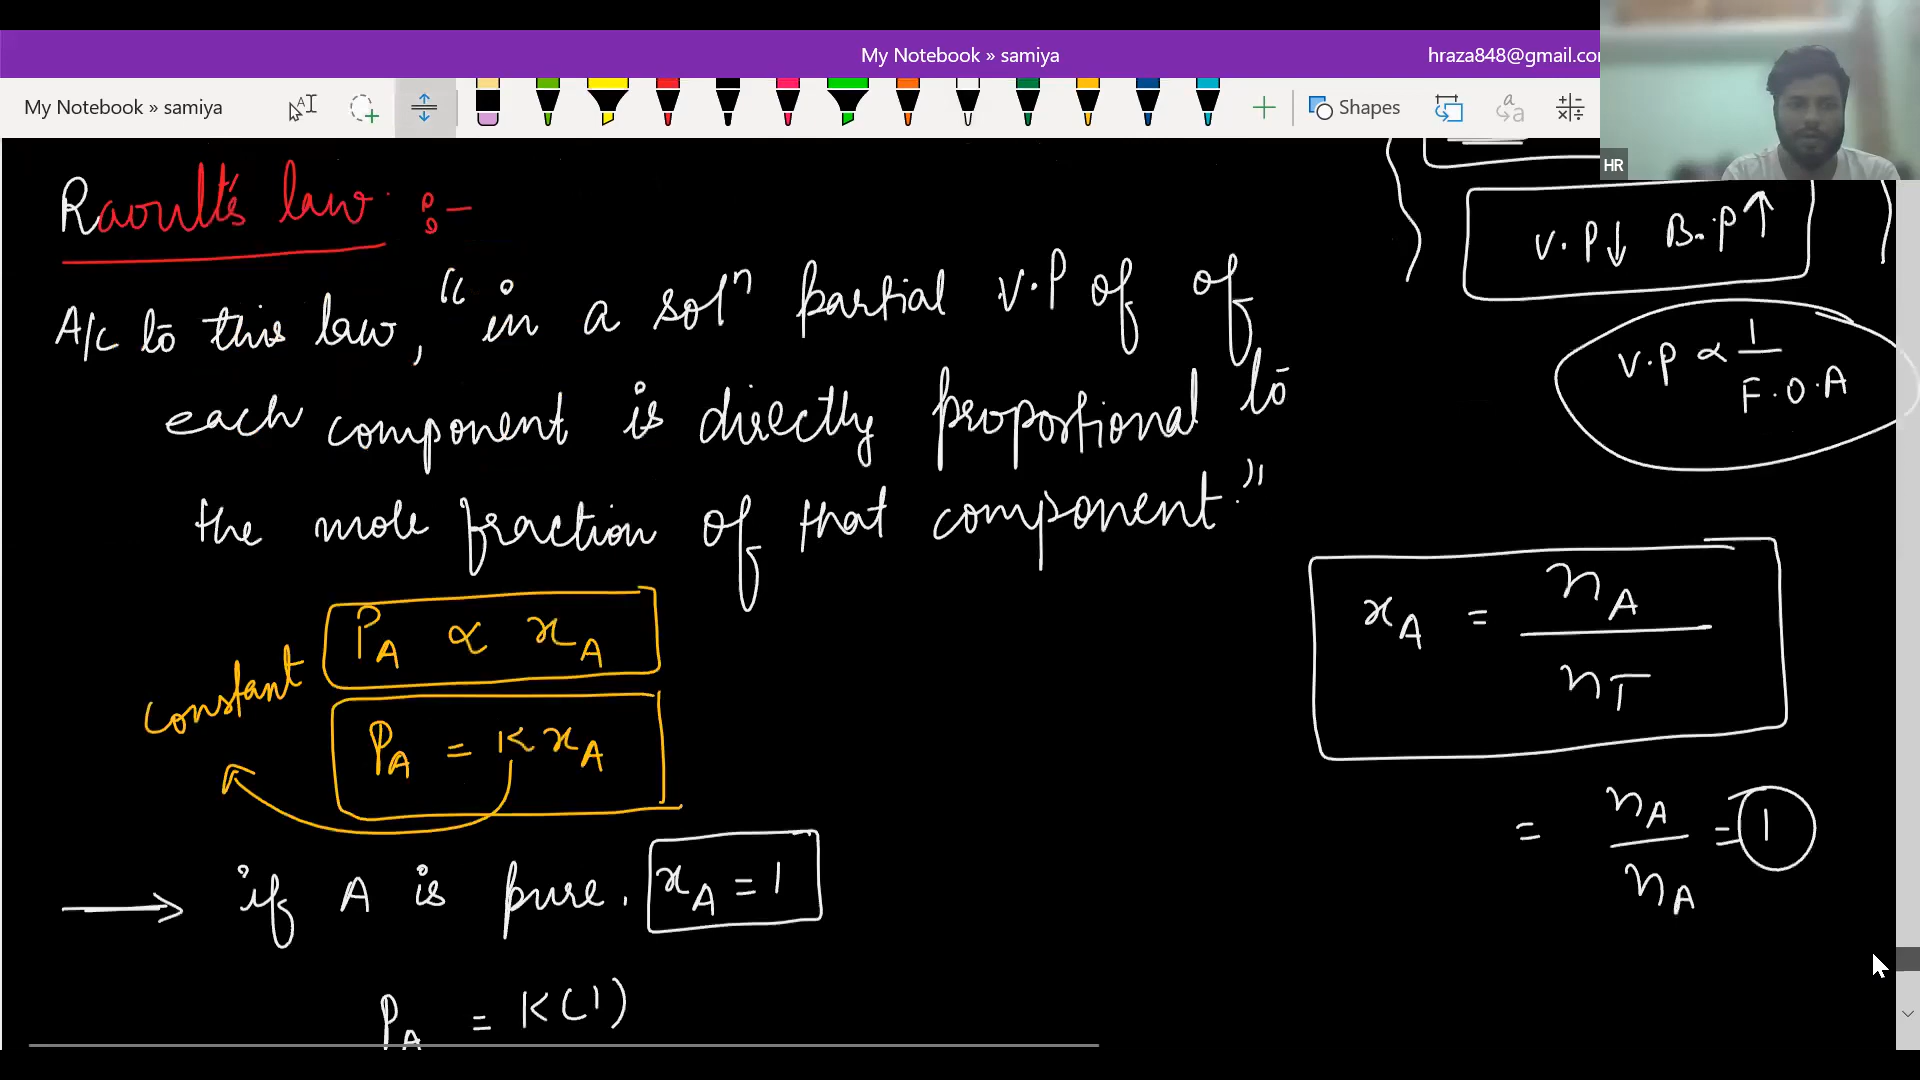 My Notebook » samiya
hraza848@gmail.co
My Notebook » samiya
Shapes
HR
Raoult's law :-
A/c to this law, "in a solⁿ partial v.P of of
each component is directly proportional to
the mole fraction of that component."
P_A ∝ x_A
constant
P_A = K x_A
→ if A is pure. x_A = 1
P_A = K(1)
V.P↓ B.P↑
V.P ∝ 1/F.O.A
x_A = n_A/n_T
= n_A/n_A = 1